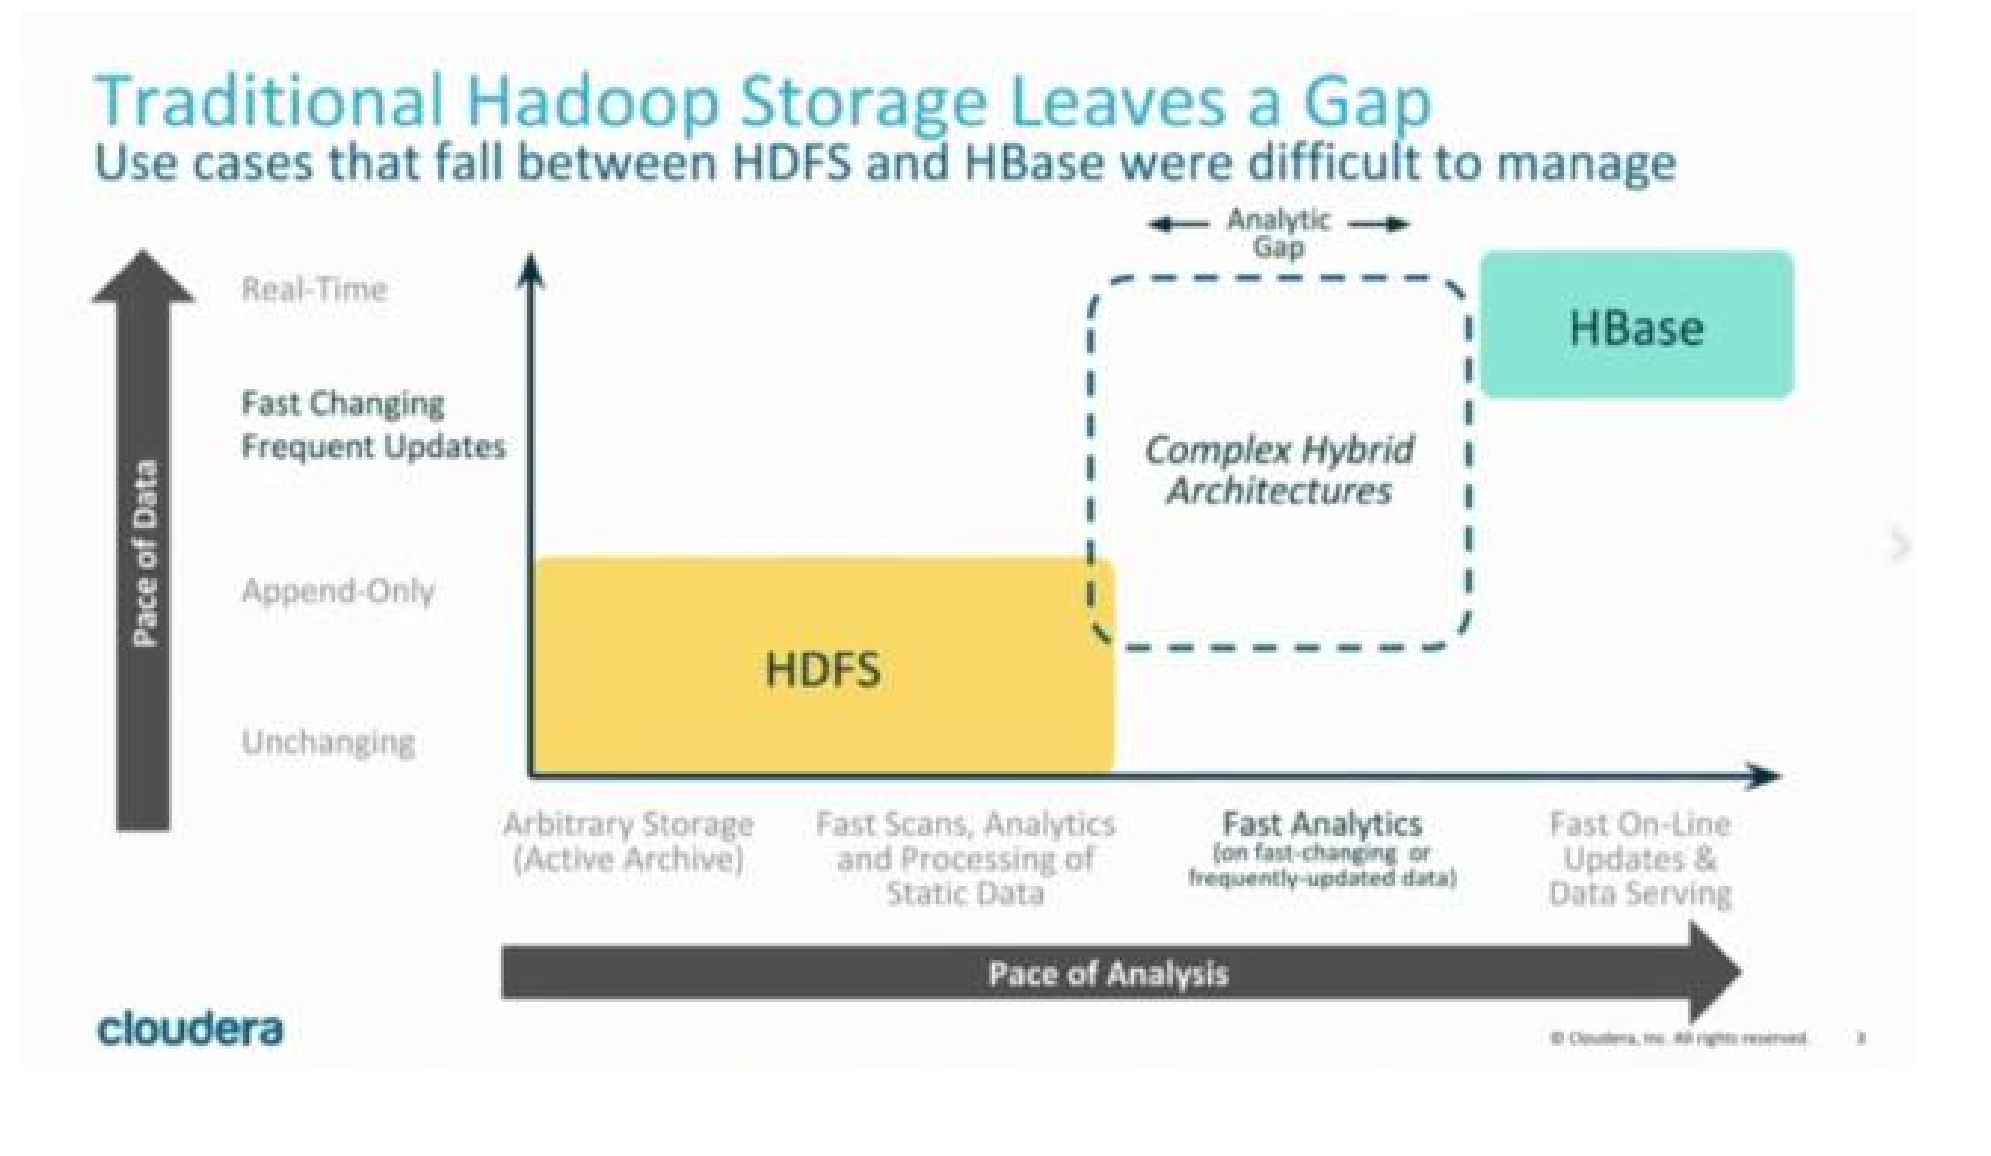 Traditional Hadoop Storage Leaves a Gap
Use cases that fall between HDFS and HBase were difficult to manage
Analytic
Gap
Real-Time
HBase
Fast Changing
Frequent Updates
Complex Hybrid
Architectures
Pace of Data
Append-Only
HDFS
Unchanging
Arbitrary Storage
(Active Archive)
Fast Scans, Analytics
and Processing of
Static Data
Fast Analytics
(on fast-changing or
frequently-updated data)
Fast On-Line
Updates &
Data Serving
Pace of Analysis
cloudera
© Cloudera, Inc. All rights reserved.
3